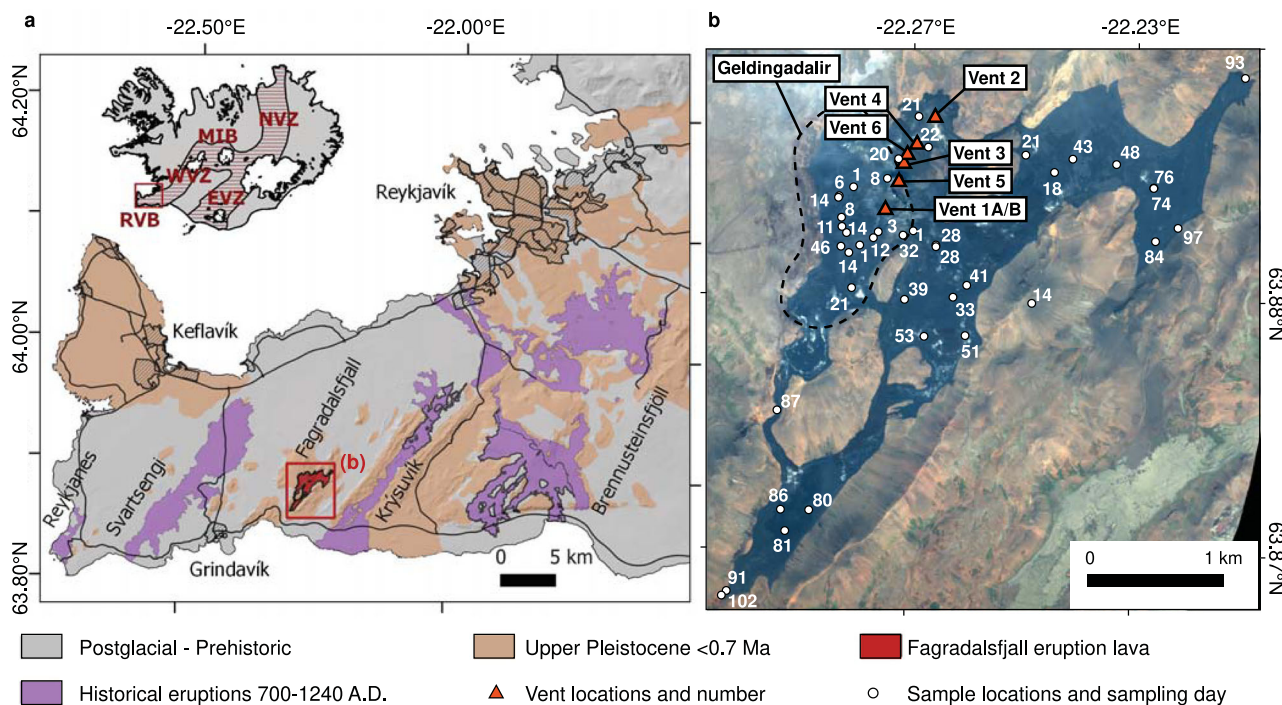 a
-22.50°E
-22.00°E
64.20°N
64.00°N
63.80°N
NVZ
MIB
WVZ
EVZ
RVB
Reykjavík
Keflavík
Fagradalsfjall
(b)
Reykjanes
Svartsengi
Krýsuvík
Brennusteinsfjöll
Grindavík
0 5 km
b
-22.27°E
-22.23°E
63.88°N
63.87°N
Geldingadalir
Vent 2
Vent 4
Vent 6
Vent 3
Vent 5
Vent 1A/B
93
21
22
20
21
43
48
18
76
74
8
1
6
14
8
11
14
3
1
46
1
12
32
28
28
97
84
14
21
39
41
33
14
53
51
87
86
80
81
91
102
0 1 km
Postglacial - Prehistoric
Upper Pleistocene <0.7 Ma
Fagradalsfjall eruption lava
Historical eruptions 700-1240 A.D.
Vent locations and number
Sample locations and sampling day